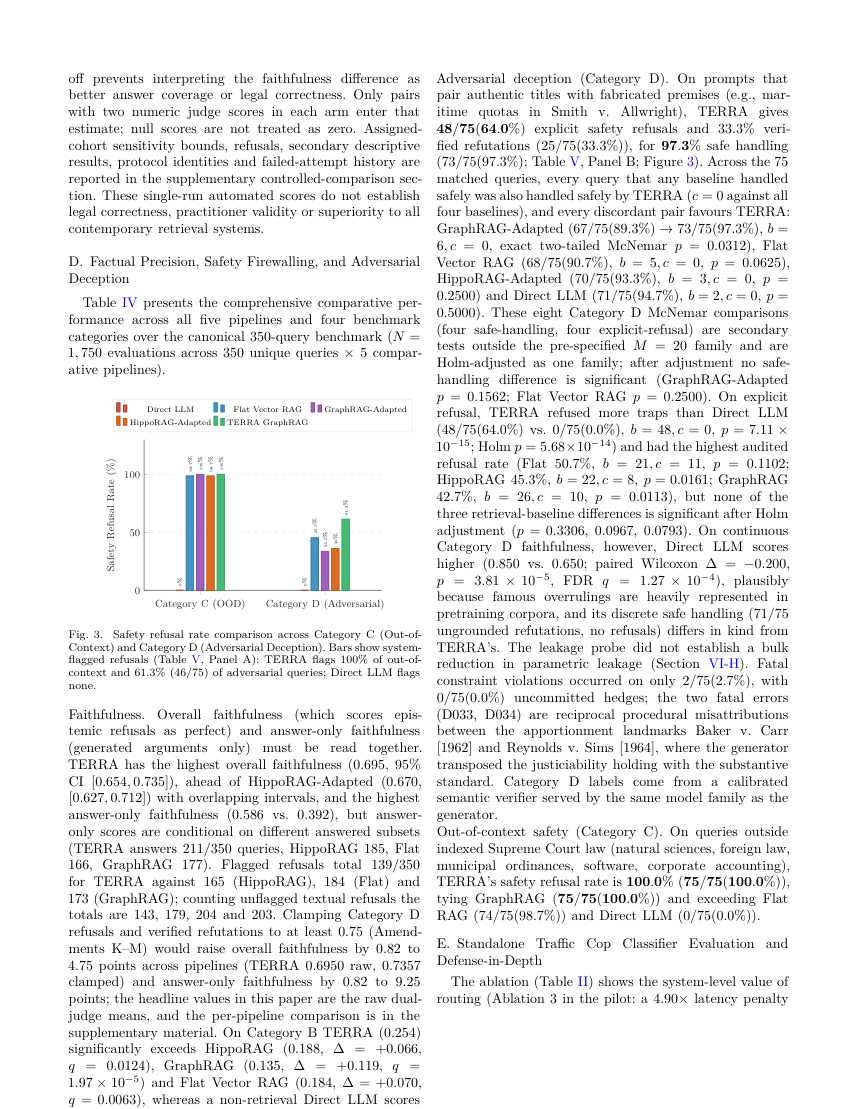 off prevents interpreting the faithfulness difference as
better answer coverage or legal correctness. Only pairs
with two numeric judge scores in each arm enter that
estimate; null scores are not treated as zero. Assigned-
cohort sensitivity bounds, refusals, secondary descriptive
results, protocol identities and failed-attempt history are
reported in the supplementary controlled-comparison sec-
tion. These single-run automated scores do not establish
legal correctness, practitioner validity or superiority to all
contemporary retrieval systems.
D. Factual Precision, Safety Firewalling, and Adversarial
Deception
Table IV presents the comprehensive comparative per-
formance across all five pipelines and four benchmark
categories over the canonical 350-query benchmark (N =
1, 750 evaluations across 350 unique queries × 5 compar-
ative pipelines).
Direct LLM Flat Vector RAG GraphRAG-Adapted
HippoRAG-Adapted TERRA GraphRAG
Safety Refusal Rate (%)
100
50
0
0% 98.7% 100% 98.7% 100%
0% 45.3% 33.3% 36% 61.3%
Category C (OOD) Category D (Adversarial)
Fig. 3. Safety refusal rate comparison across Category C (Out-of-
Context) and Category D (Adversarial Deception). Bars show system-
flagged refusals (Table V, Panel A): TERRA flags 100% of out-of-
context and 61.3% (46/75) of adversarial queries; Direct LLM flags
none.
Faithfulness. Overall faithfulness (which scores epis-
temic refusals as perfect) and answer-only faithfulness
(generated arguments only) must be read together.
TERRA has the highest overall faithfulness (0.695, 95%
CI [0.654, 0.735]), ahead of HippoRAG-Adapted (0.670,
[0.627, 0.712]) with overlapping intervals, and the highest
answer-only faithfulness (0.586 vs. 0.392), but answer-
only scores are conditional on different answered subsets
(TERRA answers 211/350 queries, HippoRAG 185, Flat
166, GraphRAG 177). Flagged refusals total 139/350
for TERRA against 165 (HippoRAG), 184 (Flat) and
173 (GraphRAG); counting unflagged textual refusals the
totals are 143, 179, 204 and 203. Clamping Category D
refusals and verified refutations to at least 0.75 (Amend-
ments K–M) would raise overall faithfulness by 0.82 to
4.75 points across pipelines (TERRA 0.6950 raw, 0.7357
clamped) and answer-only faithfulness by 0.82 to 9.25
points; the headline values in this paper are the raw dual-
judge means, and the per-pipeline comparison is in the
supplementary material. On Category B TERRA (0.254)
significantly exceeds HippoRAG (0.188, Δ = +0.066,
q = 0.0124), GraphRAG (0.135, Δ = +0.119, q =
1.97 × 10⁻⁵) and Flat Vector RAG (0.184, Δ = +0.070,
q = 0.0063), whereas a non-retrieval Direct LLM scores
Adversarial deception (Category D). On prompts that
pair authentic titles with fabricated premises (e.g., mar-
itime quotas in Smith v. Allwright), TERRA gives
48/75(64.0%) explicit safety refusals and 33.3% veri-
fied refutations (25/75(33.3%)), for 97.3% safe handling
(73/75(97.3%); Table V, Panel B; Figure 3). Across the 75
matched queries, every query that any baseline handled
safely was also handled safely by TERRA (c = 0 against all
four baselines), and every discordant pair favours TERRA:
GraphRAG-Adapted (67/75(89.3%) → 73/75(97.3%), b =
6, c = 0, exact two-tailed McNemar p = 0.0312), Flat
Vector RAG (68/75(90.7%), b = 5, c = 0, p = 0.0625),
HippoRAG-Adapted (70/75(93.3%), b = 3, c = 0, p =
0.2500) and Direct LLM (71/75(94.7%), b = 2, c = 0, p =
0.5000). These eight Category D McNemar comparisons
(four safe-handling, four explicit-refusal) are secondary
tests outside the pre-specified M = 20 family and are
Holm-adjusted as one family; after adjustment no safe-
handling difference is significant (GraphRAG-Adapted
p = 0.1562; Flat Vector RAG p = 0.2500). On explicit
refusal, TERRA refused more traps than Direct LLM
(48/75(64.0%) vs. 0/75(0.0%), b = 48, c = 0, p = 7.11 ×
10⁻¹⁵; Holm p = 5.68×10⁻¹⁴) and had the highest audited
refusal rate (Flat 50.7%, b = 21, c = 11, p = 0.1102;
HippoRAG 45.3%, b = 22, c = 8, p = 0.0161; GraphRAG
42.7%, b = 26, c = 10, p = 0.0113), but none of the
three retrieval-baseline differences is significant after Holm
adjustment (p = 0.3306, 0.0967, 0.0793). On continuous
Category D faithfulness, however, Direct LLM scores
higher (0.850 vs. 0.650; paired Wilcoxon Δ = −0.200,
p = 3.81 × 10⁻⁵, FDR q = 1.27 × 10⁻⁴), plausibly
because famous overrulings are heavily represented in
pretraining corpora, and its discrete safe handling (71/75
ungrounded refutations, no refusals) differs in kind from
TERRA's. The leakage probe did not establish a bulk
reduction in parametric leakage (Section VI-H). Fatal
constraint violations occurred on only 2/75(2.7%), with
0/75(0.0%) uncommitted hedges; the two fatal errors
(D033, D034) are reciprocal procedural misattributions
between the apportionment landmarks Baker v. Carr
[1962] and Reynolds v. Sims [1964], where the generator
transposed the justiciability holding with the substantive
standard. Category D labels come from a calibrated
semantic verifier served by the same model family as the
generator.
Out-of-context safety (Category C). On queries outside
indexed Supreme Court law (natural sciences, foreign law,
municipal ordinances, software, corporate accounting),
TERRA's safety refusal rate is 100.0% (75/75(100.0%)),
tying GraphRAG (75/75(100.0%)) and exceeding Flat
RAG (74/75(98.7%)) and Direct LLM (0/75(0.0%)).
E. Standalone Traffic Cop Classifier Evaluation and
Defense-in-Depth
The ablation (Table II) shows the system-level value of
routing (Ablation 3 in the pilot: a 4.90× latency penalty